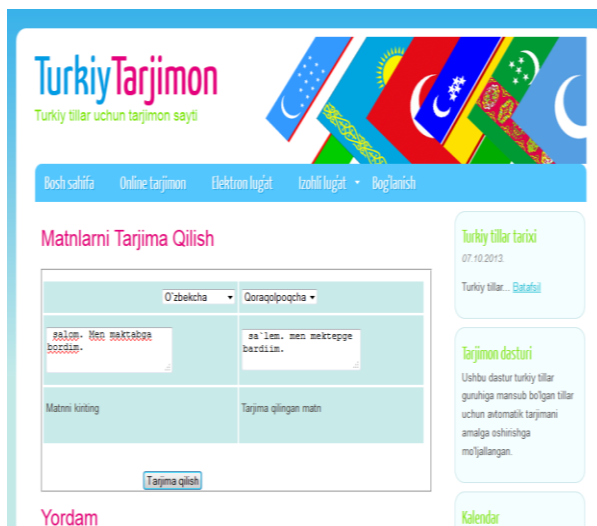 TurkiyTarjimon
Turkiy tillar uchun tarjimon sayti
Bosh sahifa Online tarjimon Elektron lug'at Izohli lug'at Bog'lanish
Matnlarni Tarjima Qilish
O`zbekcha Qoraqolpoqcha
salom. Men maktabga
bordim.
sa`lem. men mektepge
bardiim.
Matnni kiriting
Tarjima qilingan matn
Tarjima qilish
Yordam
Turkiy tillar tarixi
07.10.2013.
Turkiy tillar... Batafsil
Tarjimon dasturi
Ushbu dastur turkiy tillar
guruhiga mansub bo'lgan tillar
uchun avtomatik tarjimani
amalga oshirishga
mo'ljallangan.
Kalendar